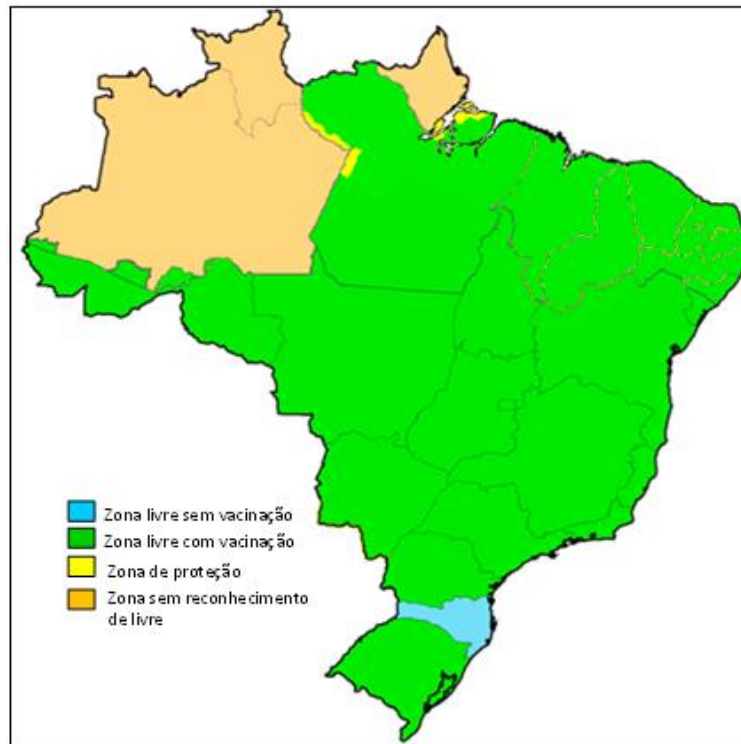 Zona livre sem vacinação
Zona livre com vacinação
Zona de proteção
Zona sem reconhecimento
de livre